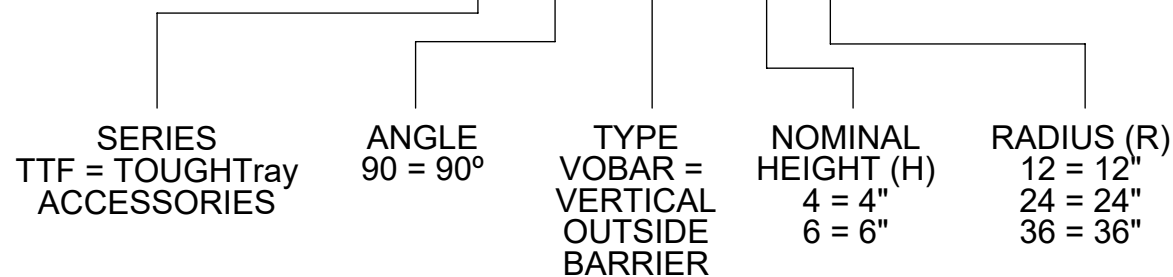 SERIES
TTF = TOUGHTray
ACCESSORIES
ANGLE
90 = 90º
TYPE
VOBAR =
VERTICAL
OUTSIDE
BARRIER
NOMINAL
HEIGHT (H)
4 = 4"
6 = 6"
RADIUS (R)
12 = 12"
24 = 24"
36 = 36"